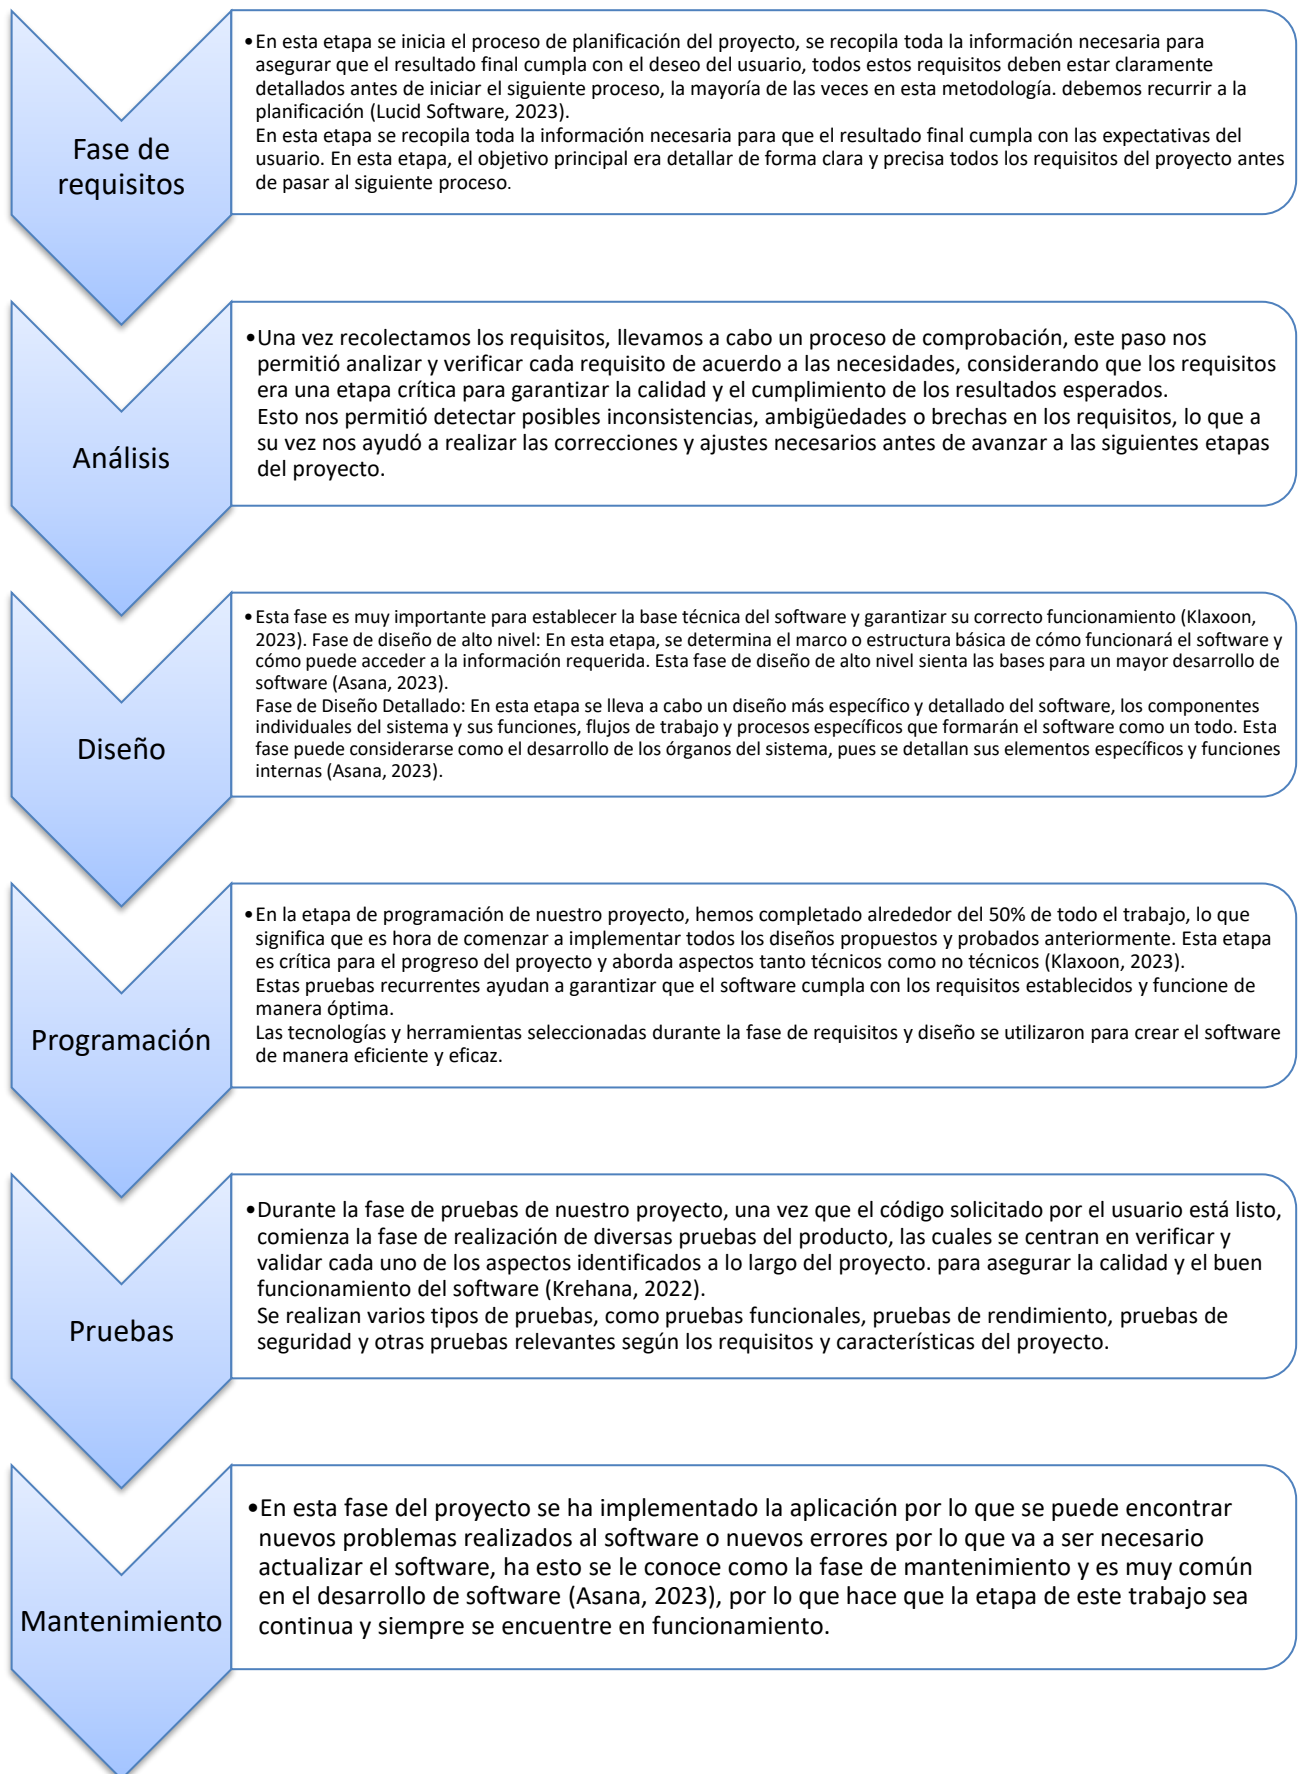 Fase de
requisitos
•En esta etapa se inicia el proceso de planificación del proyecto, se recopila toda la información necesaria para
asegurar que el resultado final cumpla con el deseo del usuario, todos estos requisitos deben estar claramente
detallados antes de iniciar el siguiente proceso, la mayoría de las veces en esta metodología. debemos recurrir a la
planificación (Lucid Software, 2023).
En esta etapa se recopila toda la información necesaria para que el resultado final cumpla con las expectativas del
usuario. En esta etapa, el objetivo principal era detallar de forma clara y precisa todos los requisitos del proyecto antes
de pasar al siguiente proceso.
Análisis
•Una vez recolectamos los requisitos, llevamos a cabo un proceso de comprobación, este paso nos
permitió analizar y verificar cada requisito de acuerdo a las necesidades, considerando que los requisitos
era una etapa crítica para garantizar la calidad y el cumplimiento de los resultados esperados.
Esto nos permitió detectar posibles inconsistencias, ambigüedades o brechas en los requisitos, lo que a
su vez nos ayudó a realizar las correcciones y ajustes necesarios antes de avanzar a las siguientes etapas
del proyecto.
Diseño
•Esta fase es muy importante para establecer la base técnica del software y garantizar su correcto funcionamiento (Klaxoon,
2023). Fase de diseño de alto nivel: En esta etapa, se determina el marco o estructura básica de cómo funcionará el software y
cómo puede acceder a la información requerida. Esta fase de diseño de alto nivel sienta las bases para un mayor desarrollo de
software (Asana, 2023).
Fase de Diseño Detallado: En esta etapa se lleva a cabo un diseño más específico y detallado del software, los componentes
individuales del sistema y sus funciones, flujos de trabajo y procesos específicos que formarán el software como un todo. Esta
fase puede considerarse como el desarrollo de los órganos del sistema, pues se detallan sus elementos específicos y funciones
internas (Asana, 2023).
Programación
•En la etapa de programación de nuestro proyecto, hemos completado alrededor del 50% de todo el trabajo, lo que
significa que es hora de comenzar a implementar todos los diseños propuestos y probados anteriormente. Esta etapa
es crítica para el progreso del proyecto y aborda aspectos tanto técnicos como no técnicos (Klaxoon, 2023).
Estas pruebas recurrentes ayudan a garantizar que el software cumpla con los requisitos establecidos y funcione de
manera óptima.
Las tecnologías y herramientas seleccionadas durante la fase de requisitos y diseño se utilizaron para crear el software
de manera eficiente y eficaz.
Pruebas
•Durante la fase de pruebas de nuestro proyecto, una vez que el código solicitado por el usuario está listo,
comienza la fase de realización de diversas pruebas del producto, las cuales se centran en verificar y
validar cada uno de los aspectos identificados a lo largo del proyecto. para asegurar la calidad y el buen
funcionamiento del software (Krehana, 2022).
Se realizan varios tipos de pruebas, como pruebas funcionales, pruebas de rendimiento, pruebas de
seguridad y otras pruebas relevantes según los requisitos y características del proyecto.
Mantenimiento
•En esta fase del proyecto se ha implementado la aplicación por lo que se puede encontrar
nuevos problemas realizados al software o nuevos errores por lo que va a ser necesario
actualizar el software, ha esto se le conoce como la fase de mantenimiento y es muy común
en el desarrollo de software (Asana, 2023), por lo que hace que la etapa de este trabajo sea
continua y siempre se encuentre en funcionamiento.